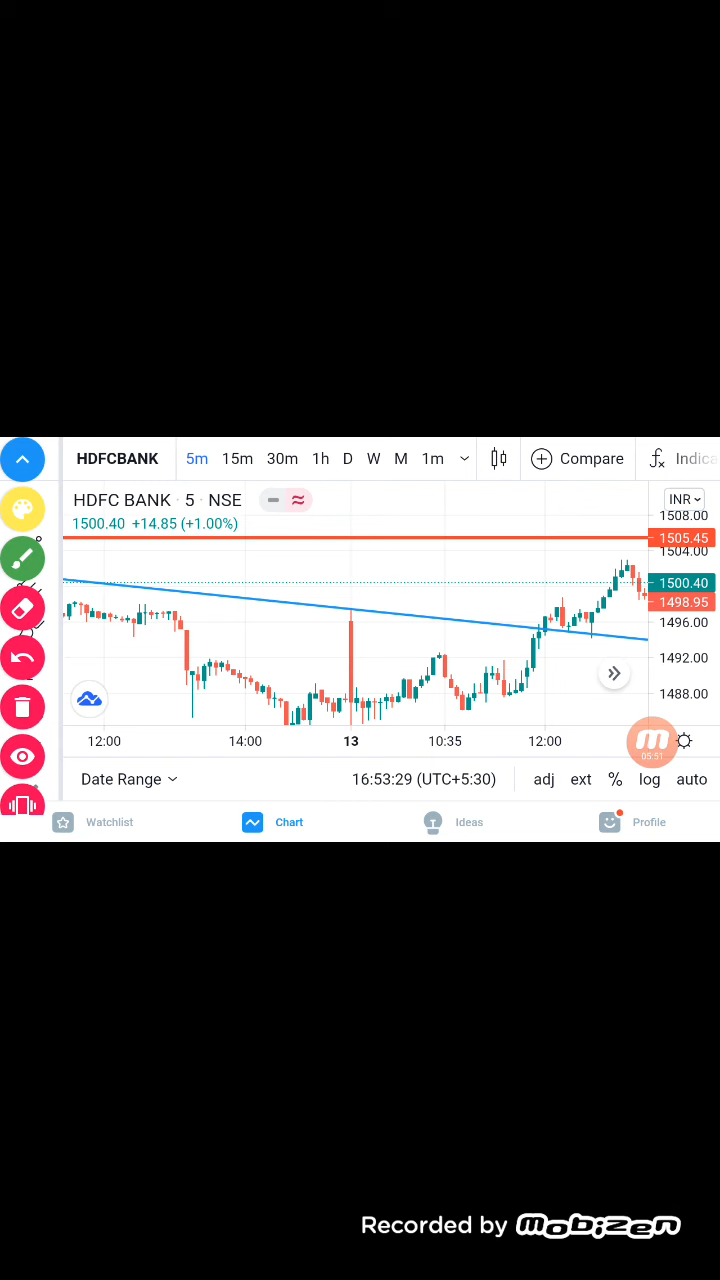 HDFCBANK 5m 15m 30m 1h D W M 1m Compare Indica
HDFC BANK · 5 · NSE INR
1500.40 +14.85 (+1.00%)
1508.00
1505.45
1504.00
1500.40
1498.95
1496.00
1492.00
1488.00
12:00 14:00 13 10:35 12:00
05:51
Date Range 16:53:29 (UTC+5:30) adj ext % log auto
Watchlist Chart Ideas Profile
Recorded by Mobizen